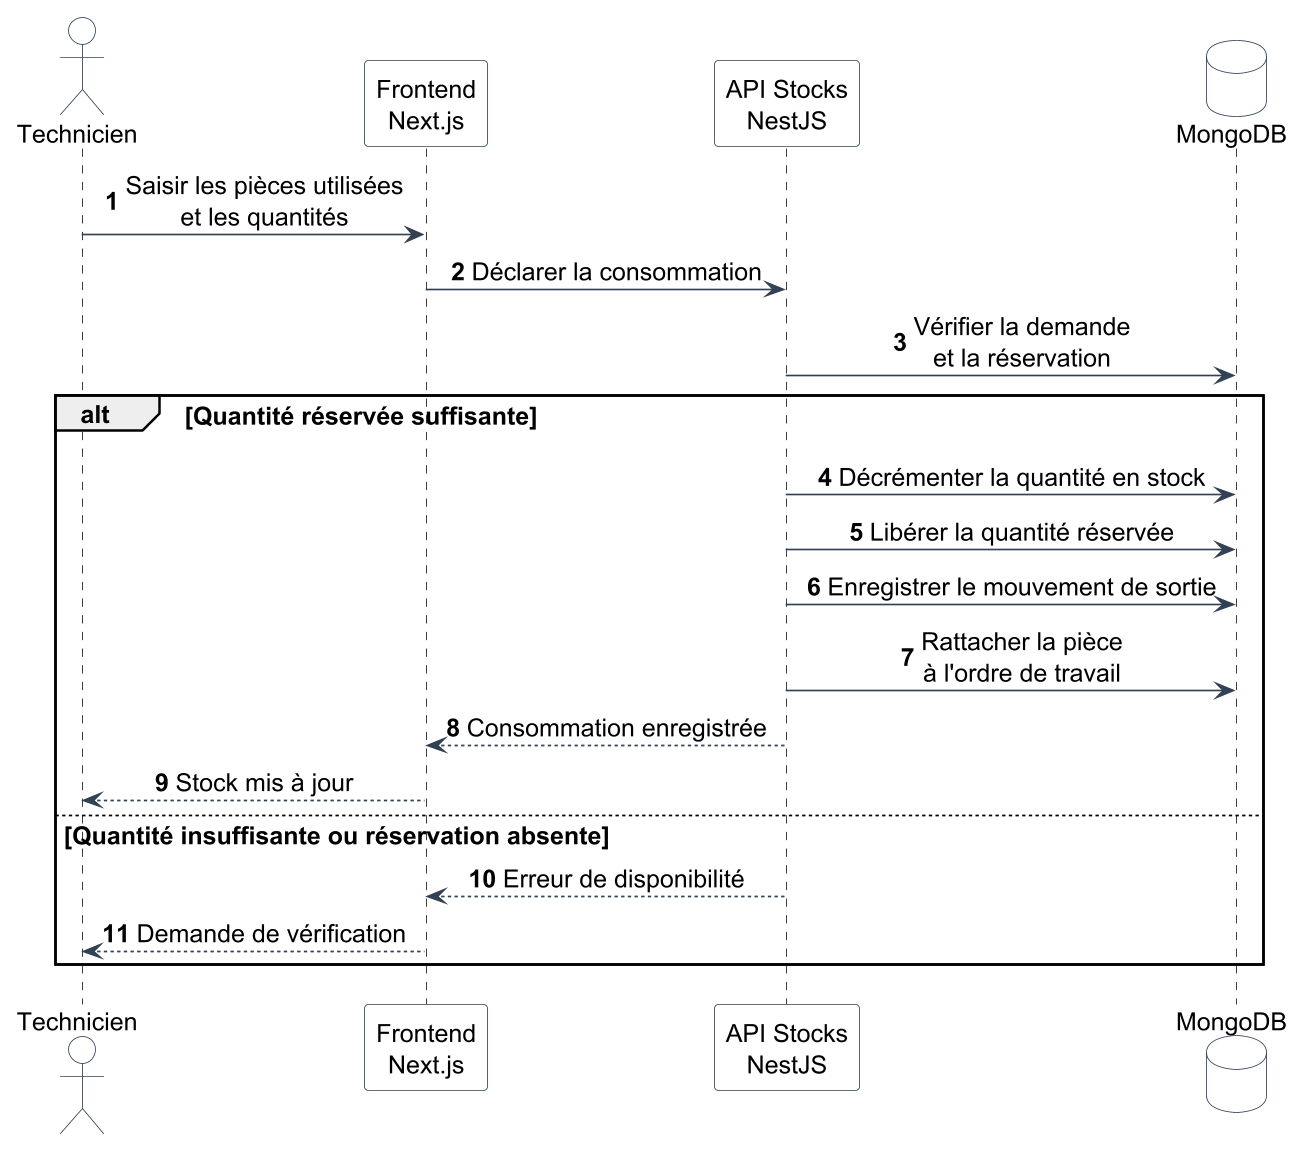 Technicien
Frontend
Next.js
API Stocks
NestJS
MongoDB
1 Saisir les pièces utilisées
et les quantités
2 Déclarer la consommation
3 Vérifier la demande
et la réservation
alt [Quantité réservée suffisante]
4 Décrémenter la quantité en stock
5 Libérer la quantité réservée
6 Enregistrer le mouvement de sortie
7 Rattacher la pièce
à l'ordre de travail
8 Consommation enregistrée
9 Stock mis à jour
[Quantité insuffisante ou réservation absente]
10 Erreur de disponibilité
11 Demande de vérification
Technicien
Frontend
Next.js
API Stocks
NestJS
MongoDB